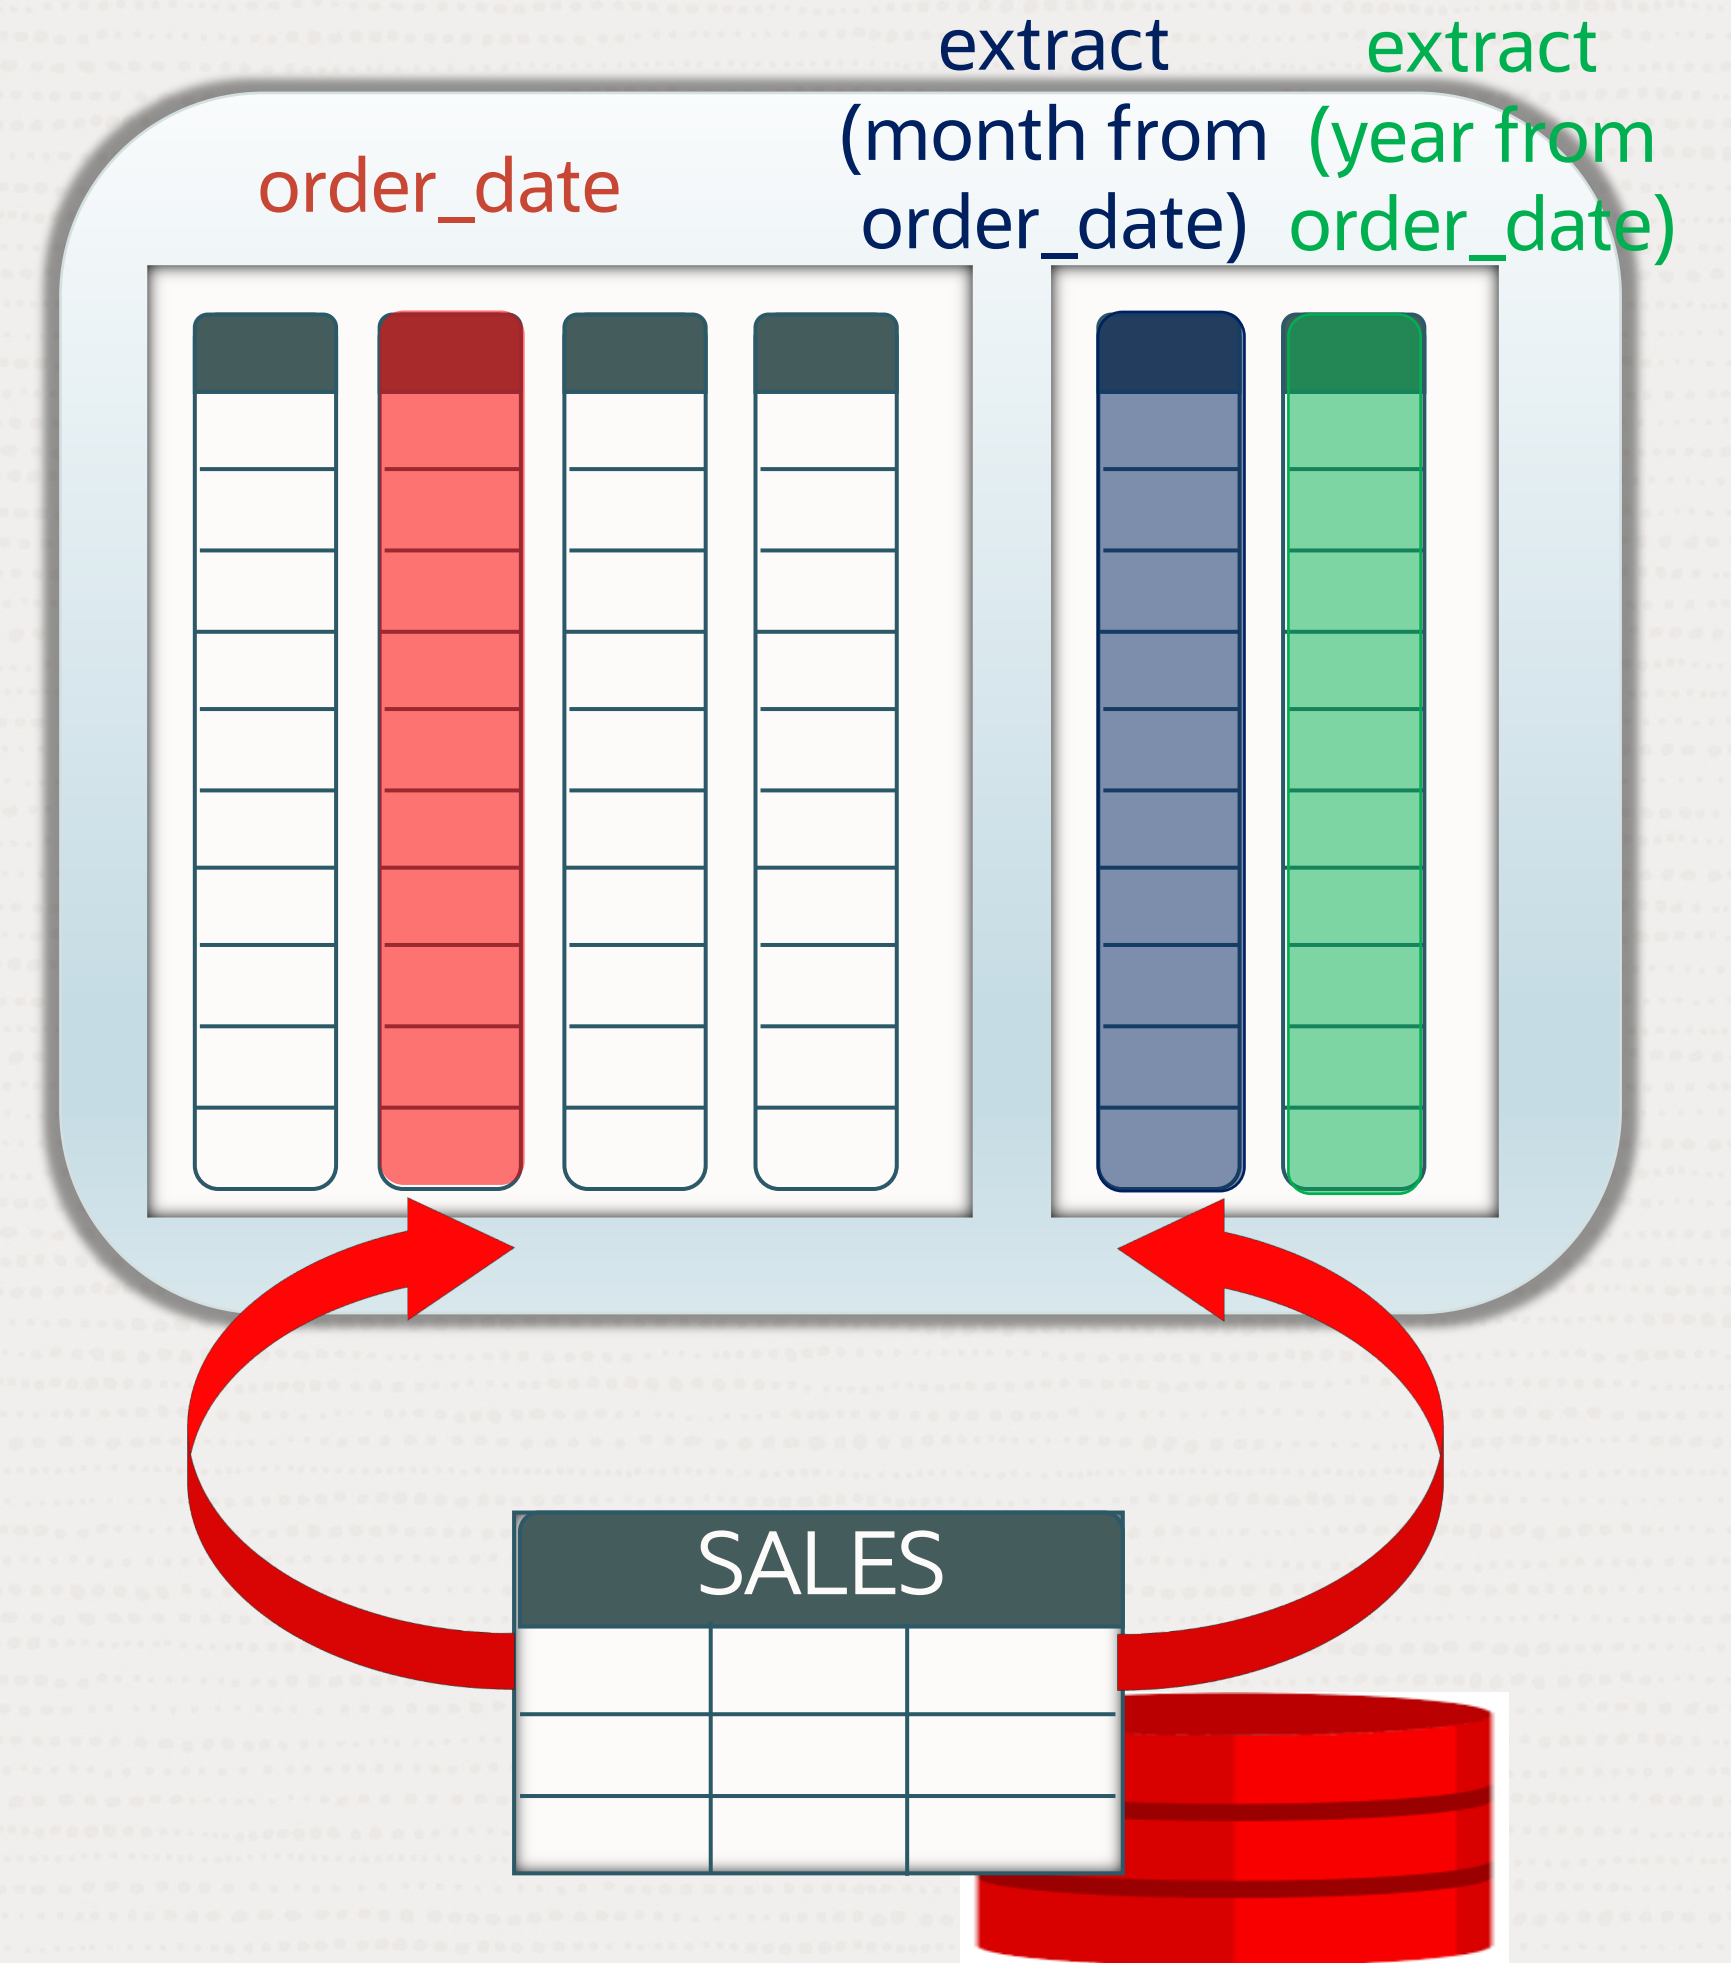 order_date
extract
(month from
order_date)
extract
(year from
order_date)
SALES